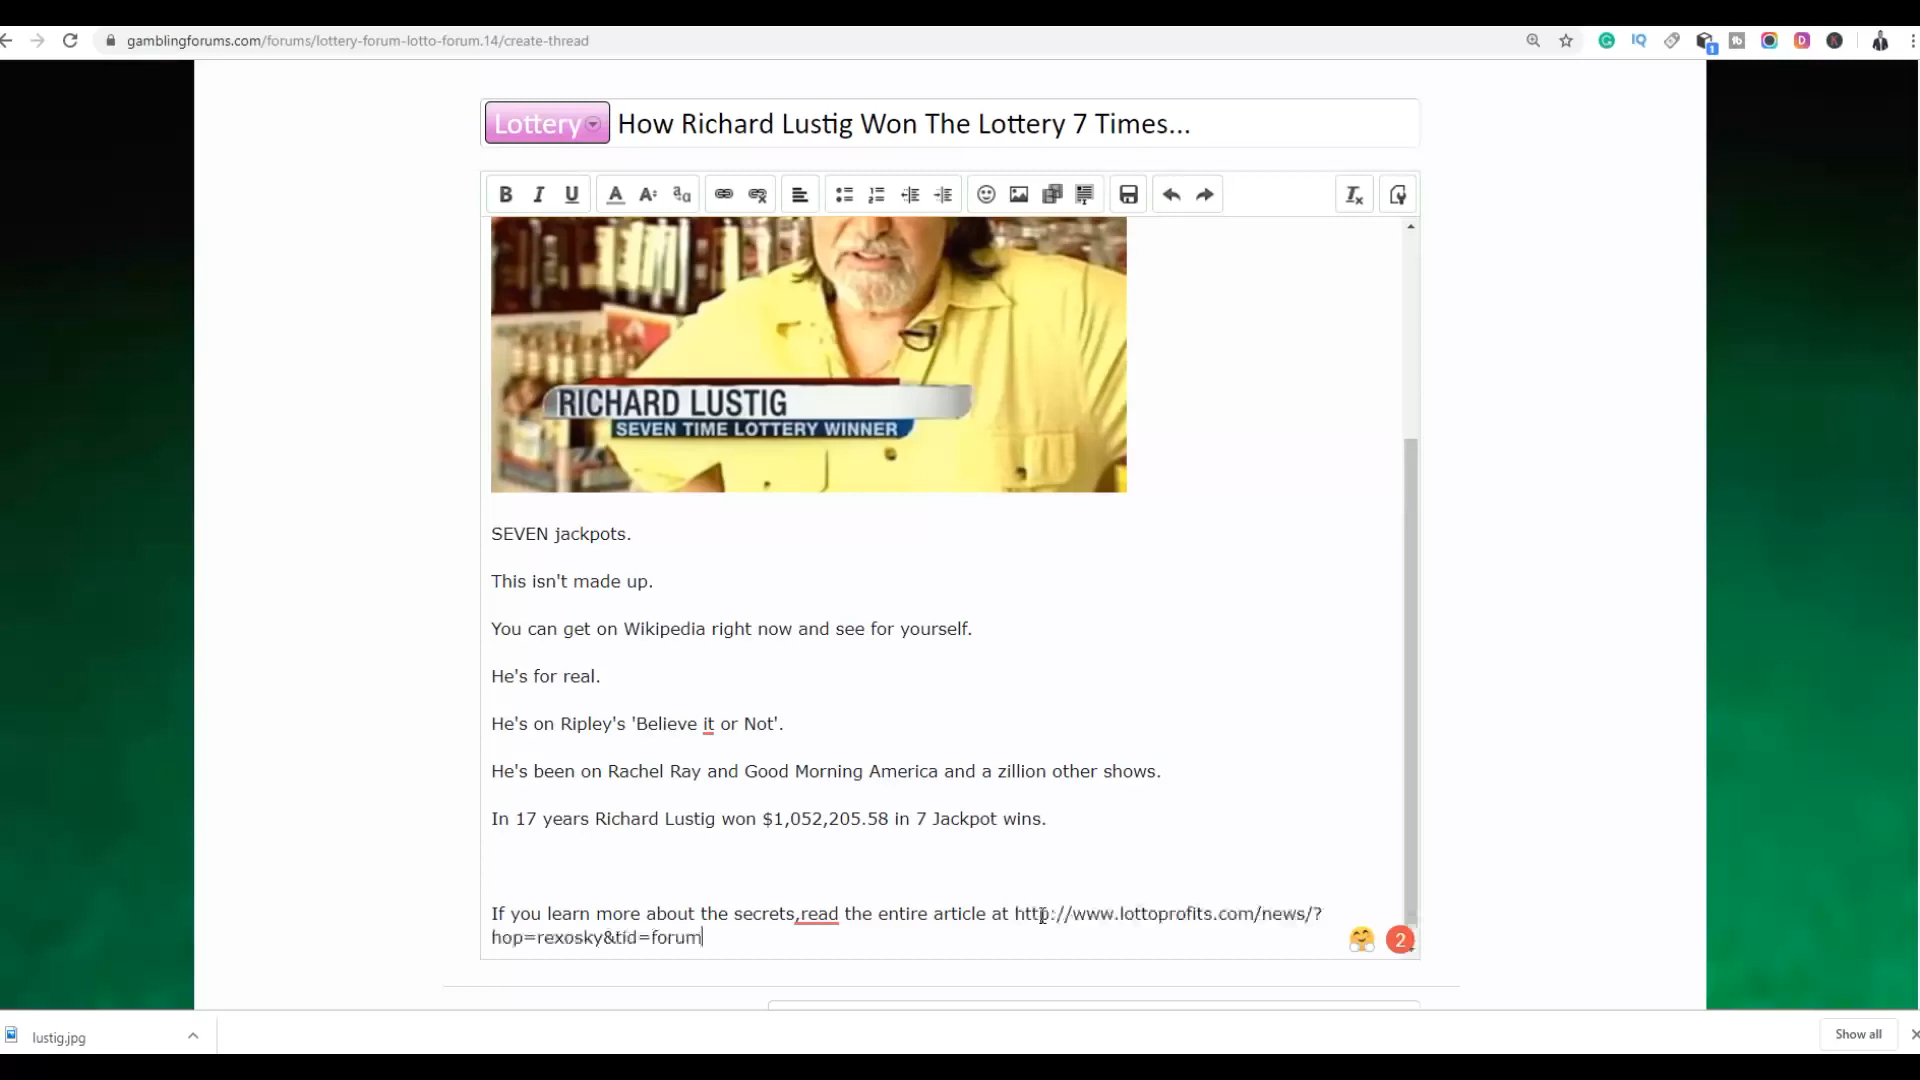 gamblingforums.com/forums/lottery-forum-lotto-forum.14/create-thread
Lottery How Richard Lustig Won The Lottery 7 Times...
RICHARD LUSTIG
SEVEN TIME LOTTERY WINNER
SEVEN jackpots.
This isn't made up.
You can get on Wikipedia right now and see for yourself.
He's for real.
He's on Ripley's 'Believe it or Not'.
He's been on Rachel Ray and Good Morning America and a zillion other shows.
In 17 years Richard Lustig won $1,052,205.58 in 7 Jackpot wins.
If you learn more about the secrets,read the entire article at http://www.lottoprofits.com/news/?
hop=rexosky&tid=forum
2
lustig.jpg
Show all